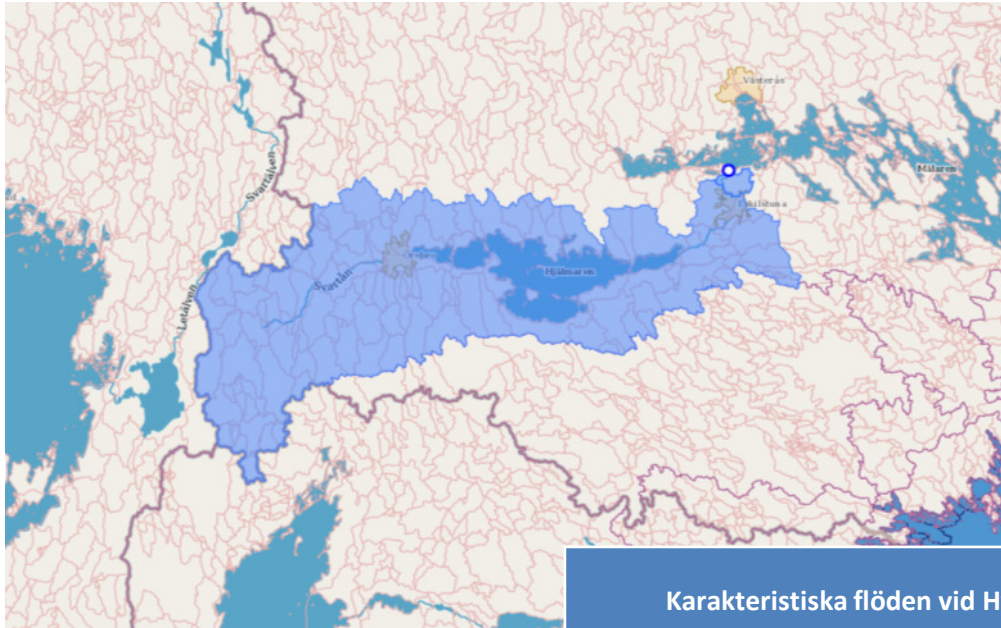 Västerås
Svartälven
Mälaren
Eskilstuna
Svartån
Hjälmaren
Letälven
Karakteristiska flöden vid H